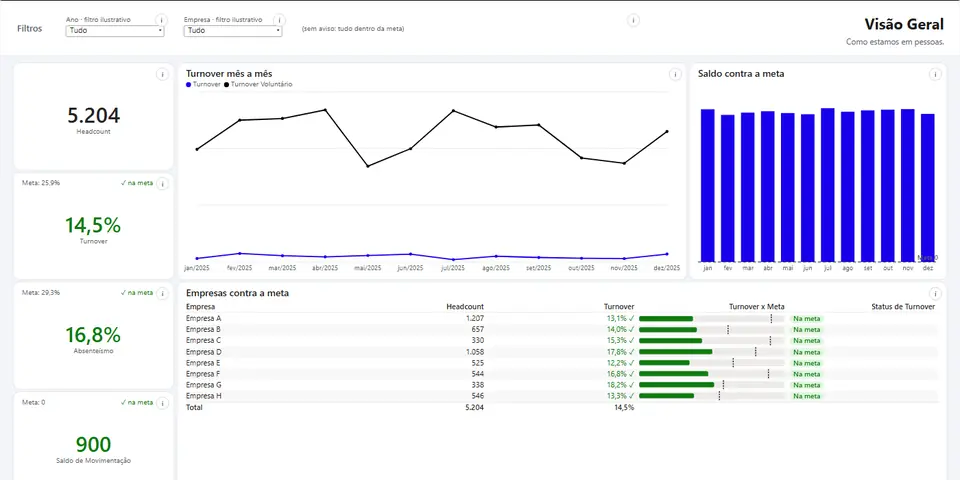 Filtros
Ano - filtro ilustrativo
Tudo
Empresa - filtro ilustrativo
Tudo
(sem aviso: tudo dentro da meta)
Visão Geral
Como estamos em pessoas.
5.204
Headcount
Meta: 25,9%
✓ na meta
14,5%
Turnover
Meta: 29,3%
✓ na meta
16,8%
Absenteísmo
Meta: 0
✓ na meta
900
Saldo de Movimentação
Turnover mês a mês
Turnover Turnover Voluntário
jan/2025 fev/2025 mar/2025 abr/2025 mai/2025 jun/2025 jul/2025 ago/2025 set/2025 out/2025 nov/2025 dez/2025
Saldo contra a meta
jan fev mar abr mai jun jul ago set out nov dez
Empresas contra a meta
Empresa Headcount Turnover Turnover x Meta Status de Turnover
Empresa A 1.207 13,1% ✓ Na meta
Empresa B 657 14,0% ✓ Na meta
Empresa C 330 15,3% ✓ Na meta
Empresa D 1.058 17,8% ✓ Na meta
Empresa E 525 12,2% ✓ Na meta
Empresa F 544 16,8% ✓ Na meta
Empresa G 338 18,2% ✓ Na meta
Empresa H 546 13,3% ✓ Na meta
Total 5.204 14,5%